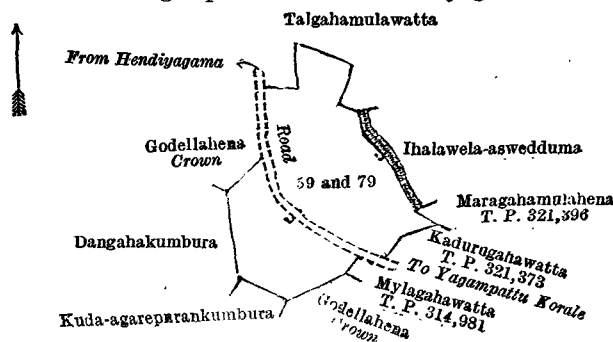 Talgahamulawatta
From Hendiyagama
Road
Godellahena
Crown
Ihalawela-aswedduma
59 and 79
Maragahamulahena
T. P. 321,396
Dangahakumbura
Kadurugahawatta
T. P. 321,373
To Yagampattu Korale
Mylagahawatta
T. P. 314,981
Kuda-agareparankumbura
Godellahena
Crown